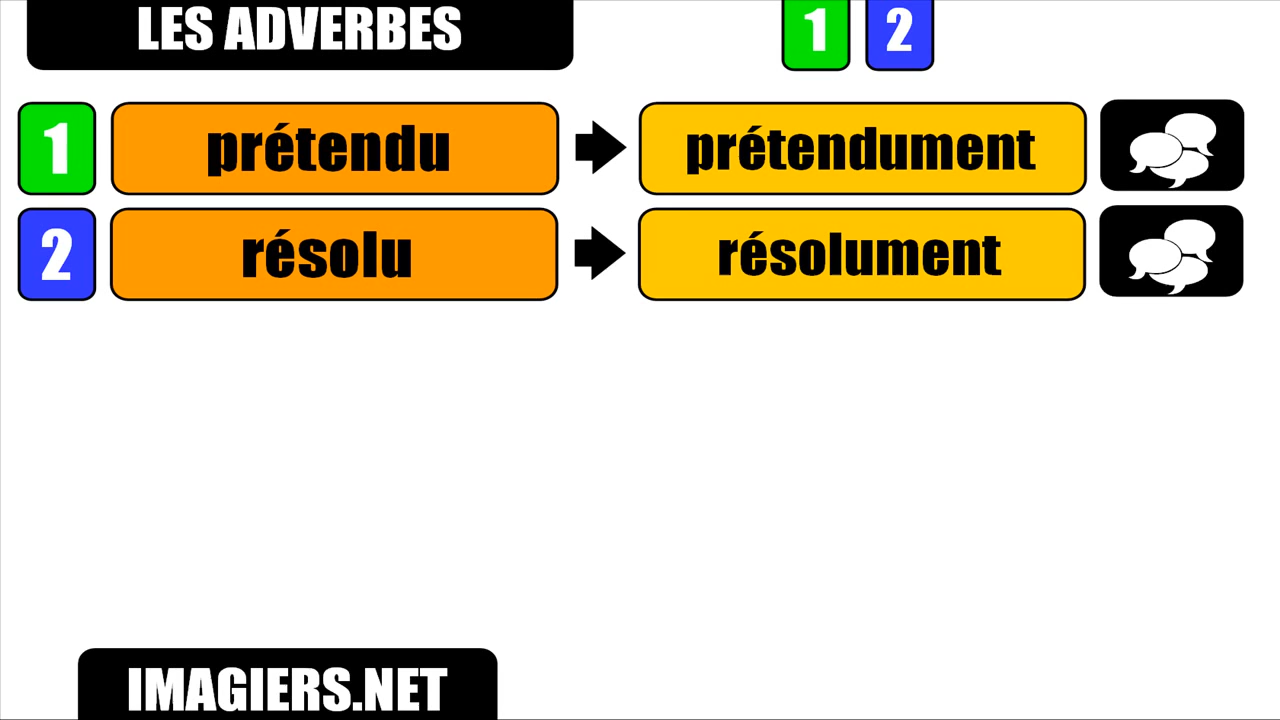 LES ADVERBES 1 2
1 prétendu prétendument
2 résolu résolument
IMAGIERS.NET